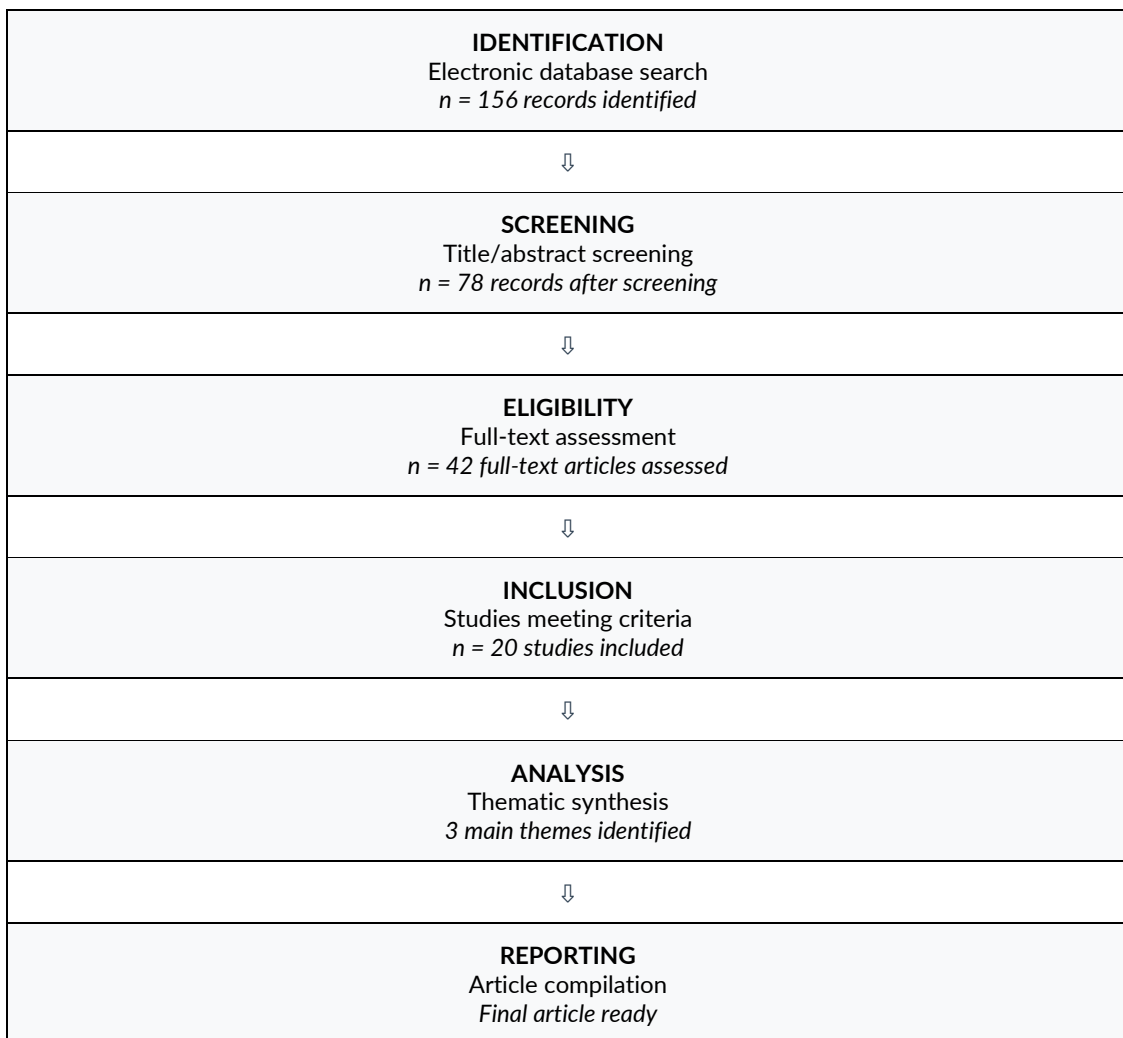 IDENTIFICATION
Electronic database search
n = 156 records identified
⇩
SCREENING
Title/abstract screening
n = 78 records after screening
⇩
ELIGIBILITY
Full-text assessment
n = 42 full-text articles assessed
⇩
INCLUSION
Studies meeting criteria
n = 20 studies included
⇩
ANALYSIS
Thematic synthesis
3 main themes identified
⇩
REPORTING
Article compilation
Final article ready